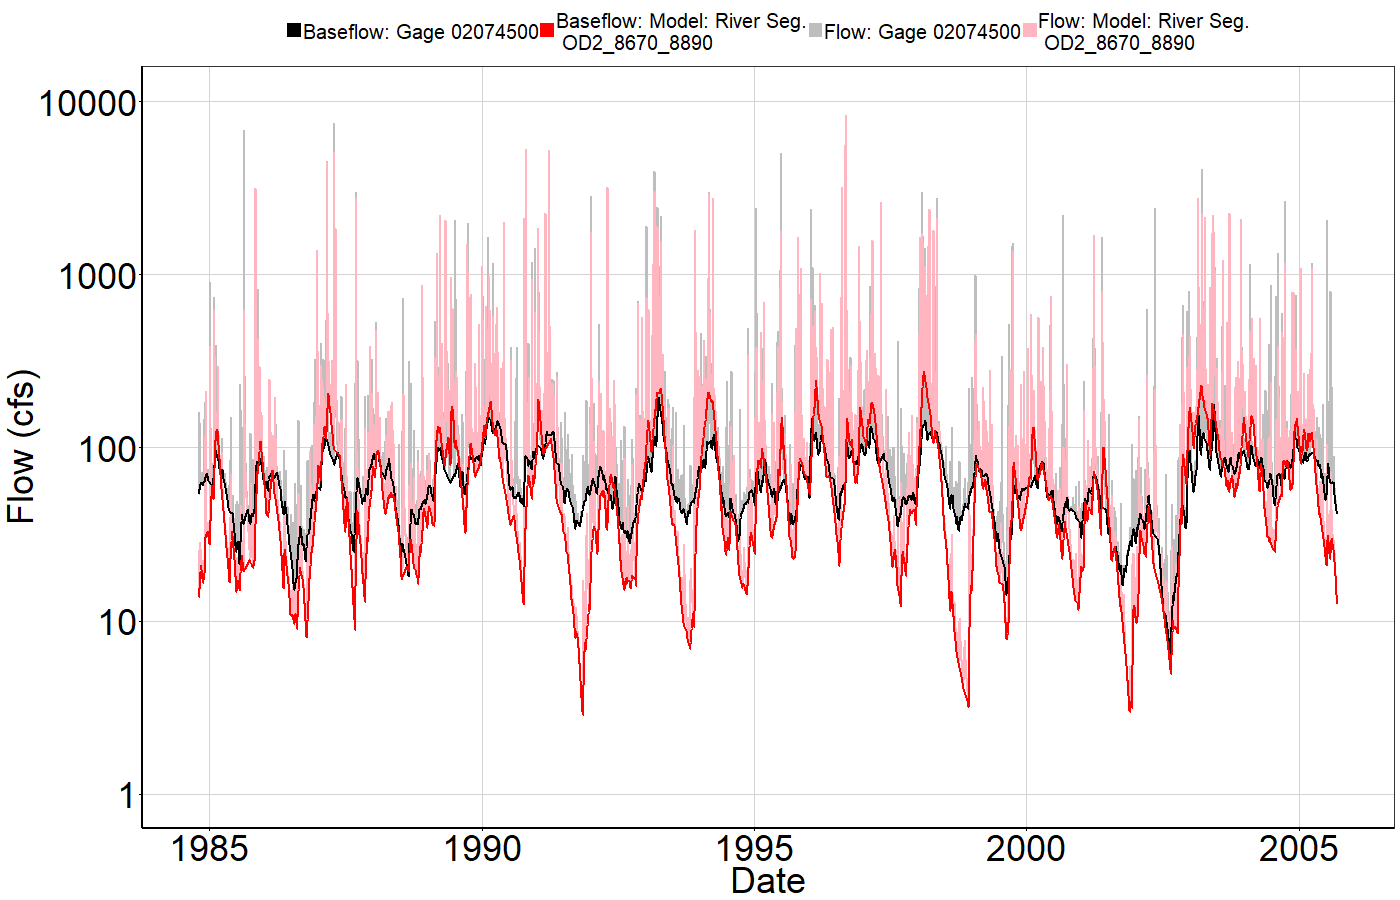 Baseflow: Gage 02074500
Baseflow: Model: River Seg.
OD2_8670_8890
Flow: Gage 02074500
Flow: Model: River Seg.
OD2_8670_8890
Flow (cfs)
10000
1000
100
10
1
1985
1990
1995
2000
2005
Date